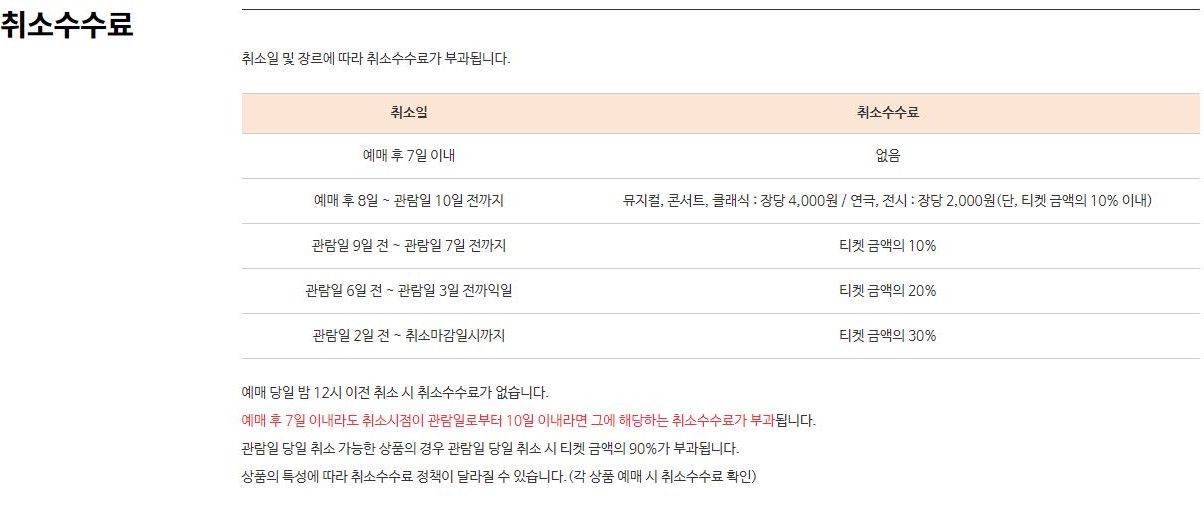 취소수수료
취소일 및 장르에 따라 취소수수료가 부과됩니다.
취소일 취소수수료
예매 후 7일 이내 없음
예매 후 8일 ~ 관람일 10일 전까지 뮤지컬, 콘서트, 클래식 : 장당 4,000원 / 연극, 전시 : 장당 2,000원(단, 티켓 금액의 10% 이내)
관람일 9일 전 ~ 관람일 7일 전까지 티켓 금액의 10%
관람일 6일 전 ~ 관람일 3일 전까익일 티켓 금액의 20%
관람일 2일 전 ~ 취소마감일시까지 티켓 금액의 30%
예매 당일 밤 12시 이전 취소 시 취소수수료가 없습니다.
예매 후 7일 이내라도 취소시점이 관람일로부터 10일 이내라면 그에 해당하는 취소수수료가 부과됩니다.
관람일 당일 취소 가능한 상품의 경우 관람일 당일 취소 시 티켓 금액의 90%가 부과됩니다.
상품의 특성에 따라 취소수수료 정책이 달라질 수 있습니다.(각 상품 예매 시 취소수수료 확인)